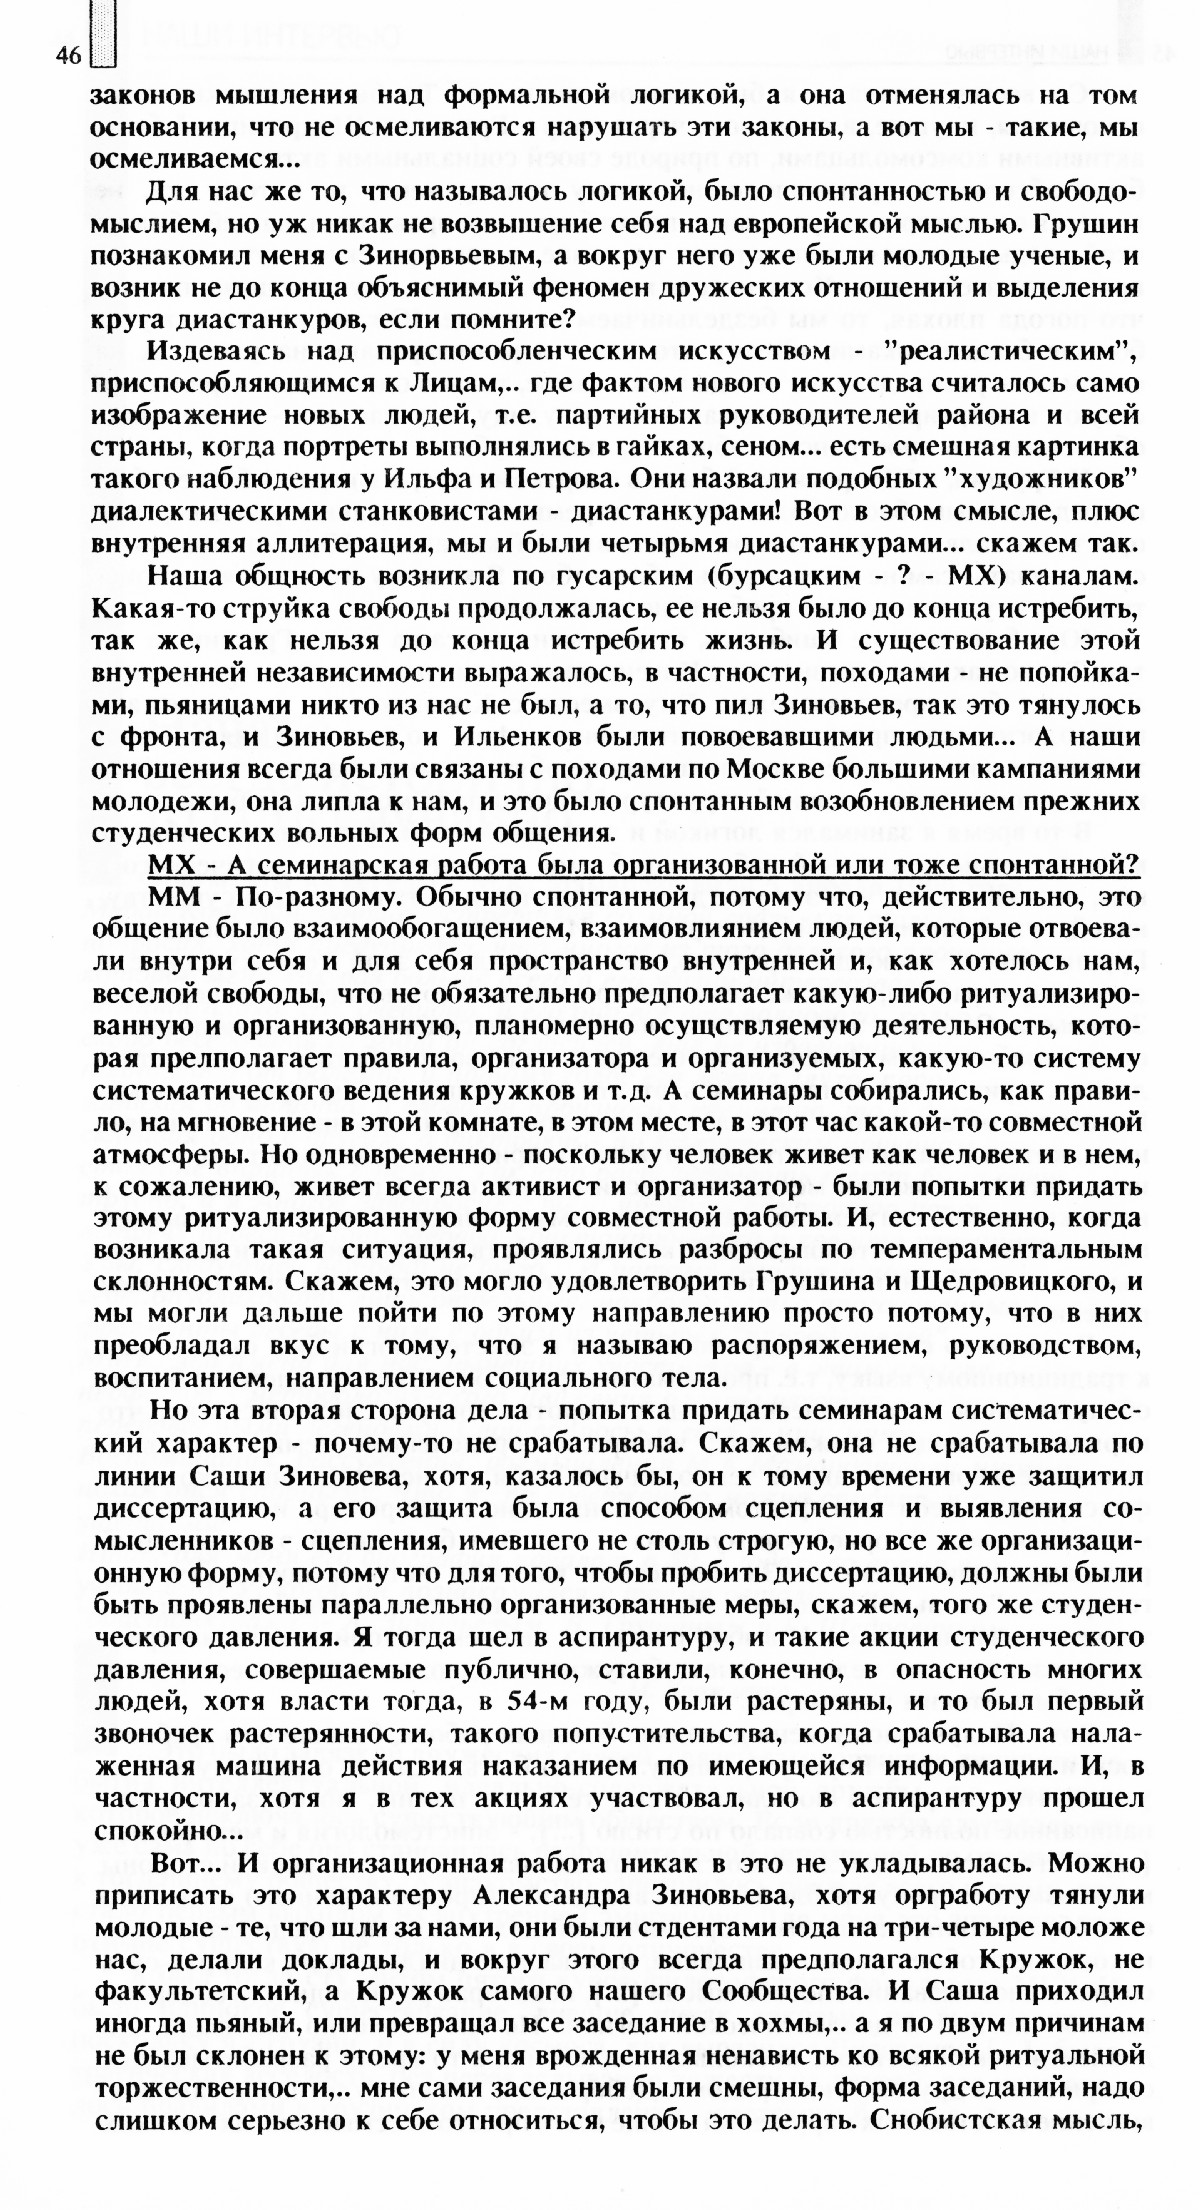 46
законов мышления над формальной логикой, а она отменялась на том
основании, что не осмеливаются нарушать эти законы, а вот мы - такие, мы
осмеливаемся...
Для нас же то, что называлось логикой, было спонтанностью и свободо-
мыслием, но уж никак не возвышение себя над европейской мыслью. Грушин
познакомил меня с Зинорвьевым, а вокруг него уже были молодые ученые, и
возник не до конца объяснимый феномен дружеских отношений и выделения
круга диастанкуров, если помните?
Издеваясь над приспособленческим искусством - ”реалистическим”,
приспособляющимся к Лицам,.. где фактом нового искусства считалось само
изображение новых людей, т.е. партийных руководителей района и всей
страны, когда портреты выполнялись в гайках, сеном... есть смешная картинка
такого наблюдения у Ильфа и Петрова. Они назвали подобных ”художников”
диалектическими станковистами - диастанкурами! Вот в этом смысле, плюс
внутренняя аллитерация, мы и были четырьмя диастанкурами... скажем так.
Наша общность возникла по гусарским (бурсацким - ? - МХ) каналам.
Какая-то струйка свободы продолжалась, ее нельзя было до конца истребить,
так же, как нельзя до конца истребить жизнь. И существование этой
внутренней независимости выражалось, в частности, походами - не попойка-
ми, пьяницами никто из нас не был, а то, что пил Зиновьев, так это тянулось
с фронта, и Зиновьев, и Ильенков были повоевавшими людьми... А наши
отношения всегда были связаны с походами по Москве большими кампаниями
молодежи, она липла к нам, и это было спонтанным возобновлением прежних
студенческих вольных форм общения.
МХ - А семинарская работа была организованной или тоже спонтанной?
ММ - По-разному. Обычно спонтанной, потому что, действительно, это
общение было взаимообогащением, взаимовлиянием людей, которые отвоева-
ли внутри себя и для себя пространство внутренней и, как хотелось нам,
веселой свободы, что не обязательно предполагает какую-либо ритуализиро-
ванную и организованную, планомерно осущствляемую деятельность, кото-
рая прелполагает правила, организатора и организуемых, какую-то систему
систематического ведения кружков и т.д. А семинары собирались, как прави-
ло, на мгновение - в этой комнате, в этом месте, в этот час какой-то совместной
атмосферы. Но одновременно - поскольку человек живет как человек и в нем,
к сожалению, живет всегда активист и организатор - были попытки придать
этому ритуализированную форму совместной работы. И, естественно, когда
возникала такая ситуация, проявлялись разбросы по темпераментальным
склонностям. Скажем, это могло удовлетворить Грушина и Щедровицкого, и
мы могли дальше пойти по этому направлению просто потому, что в них
преобладал вкус к тому, что я называю распоряжением, руководством,
воспитанием, направлением социального тела.
Но эта вторая сторона дела - попытка придать семинарам систематичес-
кий характер - почему-то не срабатывала. Скажем, она не срабатывала по
линии Саши Зиновева, хотя, казалось бы, он к тому времени уже защитил
диссертацию, а его защита была способом сцепления и выявления со-
мысленников - сцепления, имевшего не столь строгую, но все же организаци-
онную форму, потому что для того, чтобы пробить диссертацию, должны были
быть проявлены параллельно организованные меры, скажем, того же студен-
ческого давления. Я тогда шел в аспирантуру, и такие акции студенческого
давления, совершаемые публично, ставили, конечно, в опасность многих
людей, хотя власти тогда, в 54-м году, были растеряны, и то был первый
звоночек растерянности, такого попустительства, когда срабатывала нала-
женная машина действия наказанием по имеющейся информации. И, в
частности, хотя я в тех акциях участвовал, но в аспирантуру прошел
спокойно...
Вот... И организационная работа никак в это не укладывалась. Можно
приписать это характеру Александра Зиновьева, хотя оргработу тянули
молодые - те, что шли за нами, они были стдентами года на три-четыре моложе
нас, делали доклады, и вокруг этого всегда предполагался Кружок, не
факультетский, а Кружок самого нашего Сообщества. И Саша приходил
иногда пьяный, или превращал все заседание в хохмы,.. а я по двум причинам
не был склонен к этому: у меня врожденная ненависть ко всякой ритуальной
торжественности,.. мне сами заседания были смешны, форма заседаний, надо
слишком серьезно к себе относиться, чтобы это делать. Снобистская мысль,